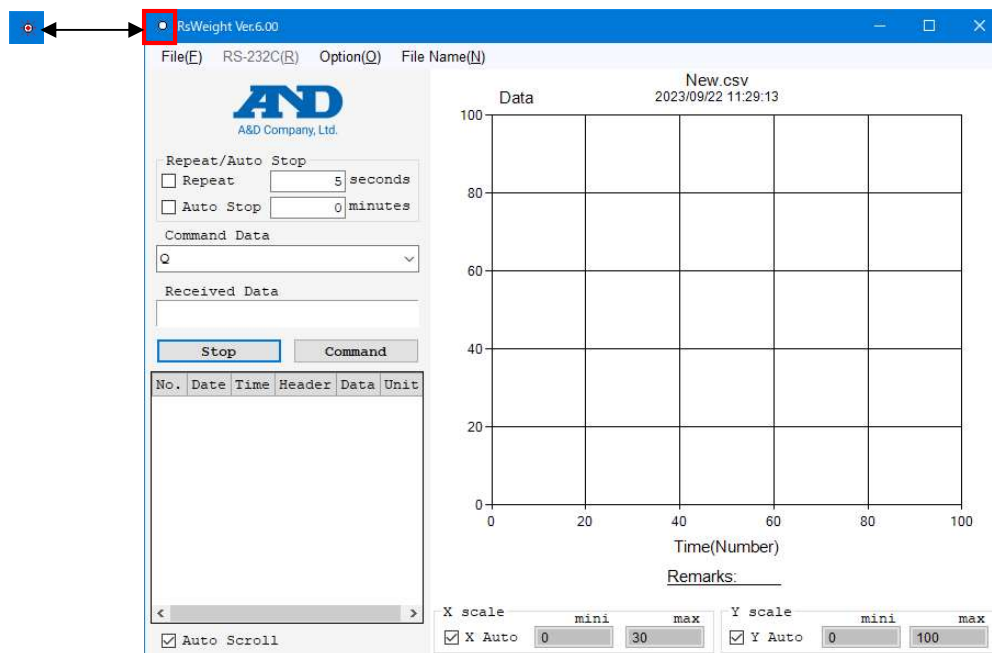 RsWeight Ver.6.00
File(F) RS-232C(R) Option(O) File Name(N)
AND
A&D Company, Ltd.
Repeat/Auto Stop
Repeat 5 seconds
Auto Stop 0 minutes
Command Data
Q
Received Data
Stop Command
No. Date Time Header Data Unit
Auto Scroll
New.csv
Data 2023/09/22 11:29:13
100
80
60
40
20
0
0 20 40 60 80 100
Time(Number)
Remarks:
X scale mini max
X Auto 0 30
Y scale mini max
Y Auto 0 100